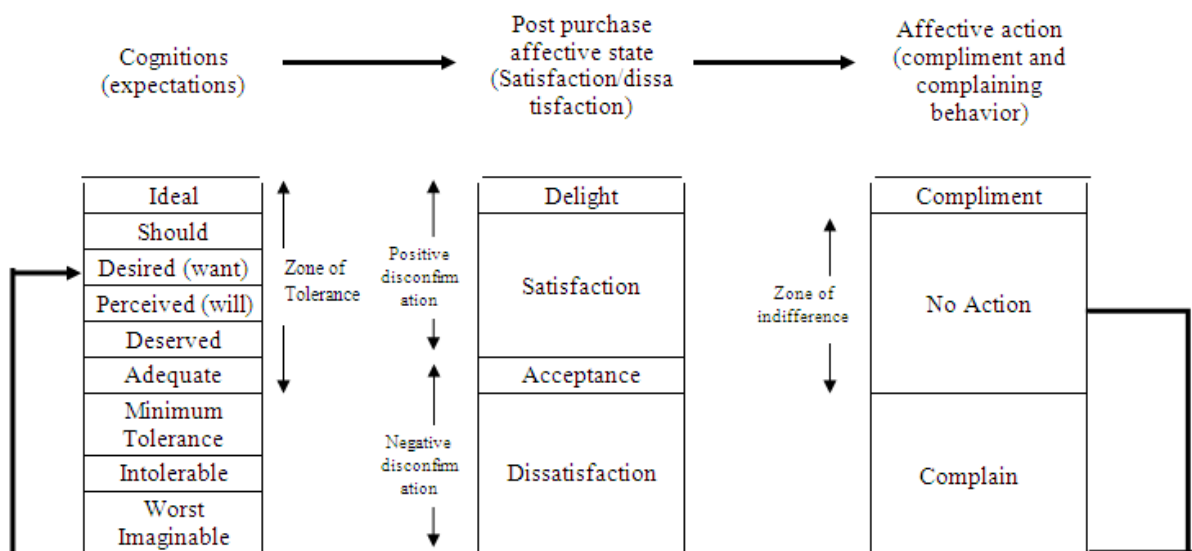 Cognitions
(expectations)
Post purchase
affective state
(Satisfaction/dissa
tisfaction)
Affective action
(compliment and
complaining
behavior)
Ideal
Should
Desired (want)
Perceived (will)
Deserved
Adequate
Minimum
Tolerance
Intolerable
Worst
Imaginable
Zone of
Tolerance
Positive
disconfirm
ation
Negative
disconfirm
ation
Delight
Satisfaction
Acceptance
Dissatisfaction
Zone of
indifference
Compliment
No Action
Complain